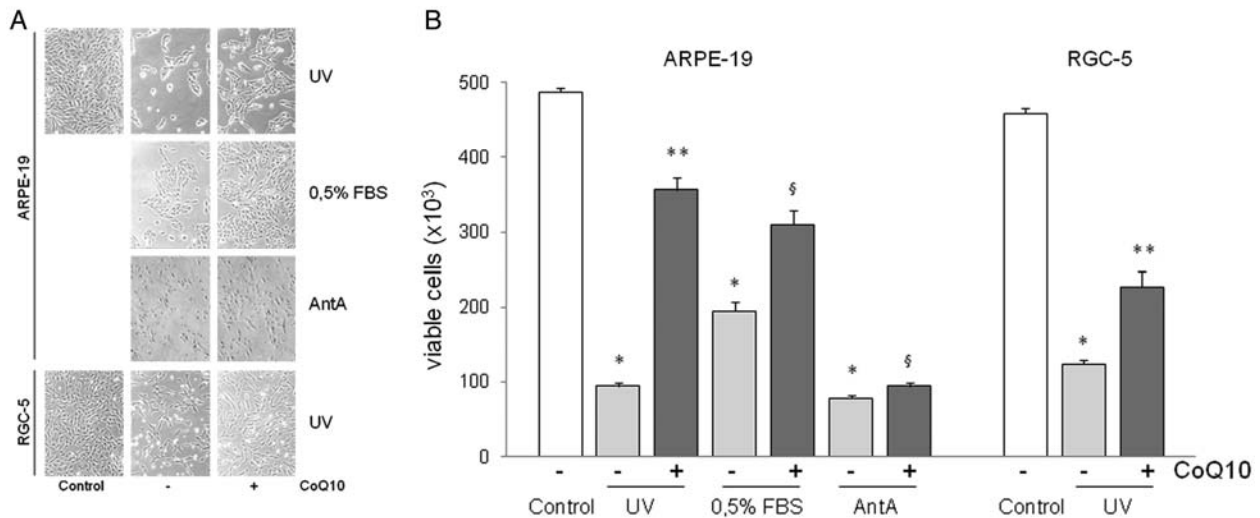 A
ARPE-19
UV
0,5% FBS
AntA
RGC-5
UV
Control - + CoQ10
B
ARPE-19 RGC-5
viable cells (x10³)
500
400
300
200
100
0
* ** * § * § * **
- - + - + - + - - + CoQ10
Control UV 0,5% FBS AntA Control UV